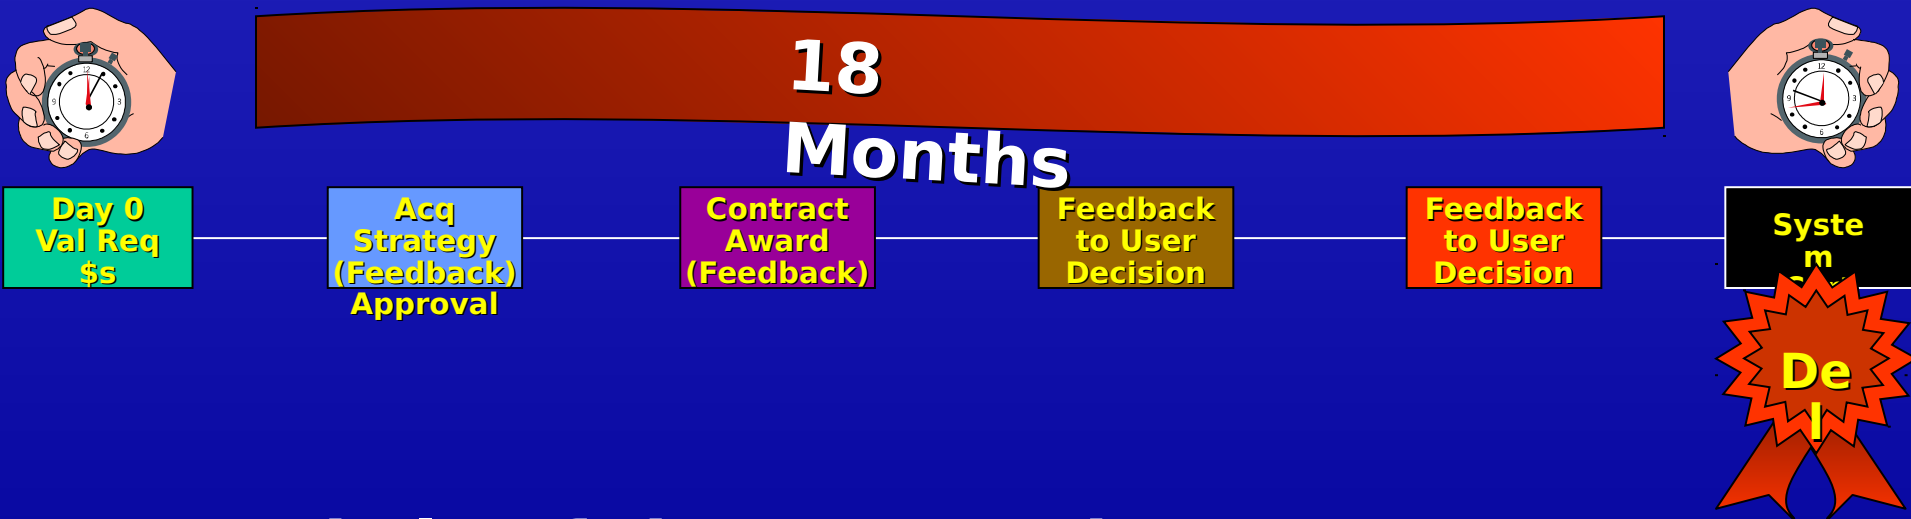 18
Months
Day 0
Val Req
$s
Acq
Strategy
(Feedback)
Approval
Contract
Award
(Feedback)
Feedback
to User
Decision
Feedback
to User
Decision
Syste
m
De
l